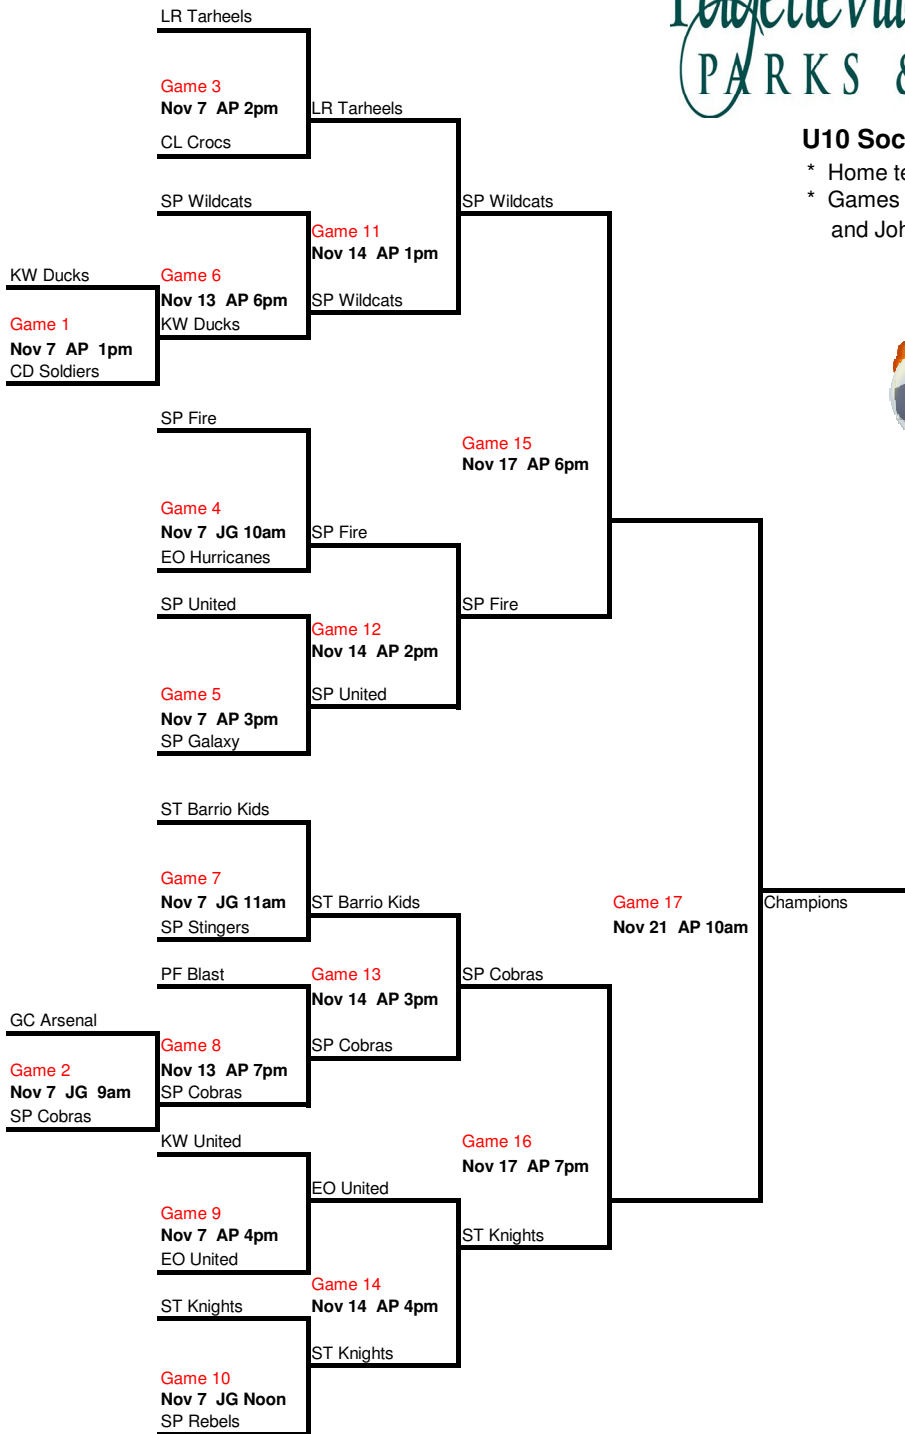 LR Tarheels
PARKS &
Game 3
Nov 7 AP 2pm
LR Tarheels
CL Crocs
U10 Soc
* Home te
* Games
and Joh
SP Wildcats
SP Wildcats
Game 11
Nov 14 AP 1pm
KW Ducks
Game 6
Nov 13 AP 6pm
SP Wildcats
Game 1
KW Ducks
Nov 7 AP 1pm
CD Soldiers
SP Fire
Game 15
Nov 17 AP 6pm
Game 4
Nov 7 JG 10am
SP Fire
EO Hurricanes
SP United
SP Fire
Game 12
Nov 14 AP 2pm
Game 5
SP United
Nov 7 AP 3pm
SP Galaxy
ST Barrio Kids
Game 7
Nov 7 JG 11am
ST Barrio Kids
Game 17
Champions
SP Stingers
Nov 21 AP 10am
PF Blast
Game 13
SP Cobras
Nov 14 AP 3pm
GC Arsenal
Game 8
SP Cobras
Game 2
Nov 13 AP 7pm
Nov 7 JG 9am
SP Cobras
SP Cobras
KW United
Game 16
Nov 17 AP 7pm
EO United
Game 9
Nov 7 AP 4pm
ST Knights
EO United
Game 14
ST Knights
Nov 14 AP 4pm
ST Knights
Game 10
Nov 7 JG Noon
SP Rebels